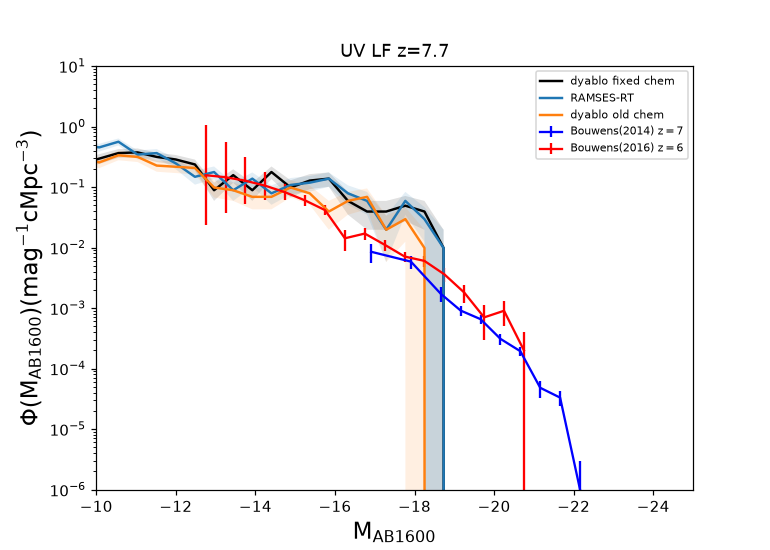 UV LF z=7.7
Φ(M_AB1600)(mag⁻¹cMpc⁻³)
10¹
10⁰
10⁻¹
10⁻²
10⁻³
10⁻⁴
10⁻⁵
10⁻⁶
dyablo fixed chem
RAMSES-RT
dyablo old chem
Bouwens(2014) z = 7
Bouwens(2016) z = 6
−10 −12 −14 −16 −18 −20 −22 −24
M_AB1600